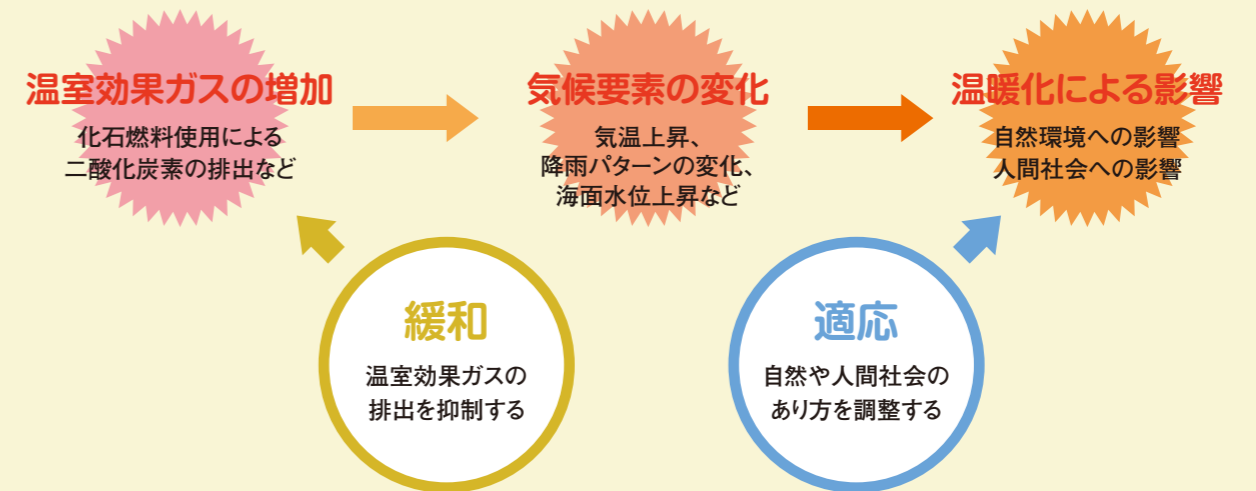 温室効果ガスの増加
化石燃料使用による
二酸化炭素の排出など
気候要素の変化
気温上昇、
降雨パターンの変化、
海面水位上昇など
温暖化による影響
自然環境への影響
人間社会への影響
緩和
温室効果ガスの
排出を抑制する
適応
自然や人間社会の
あり方を調整する